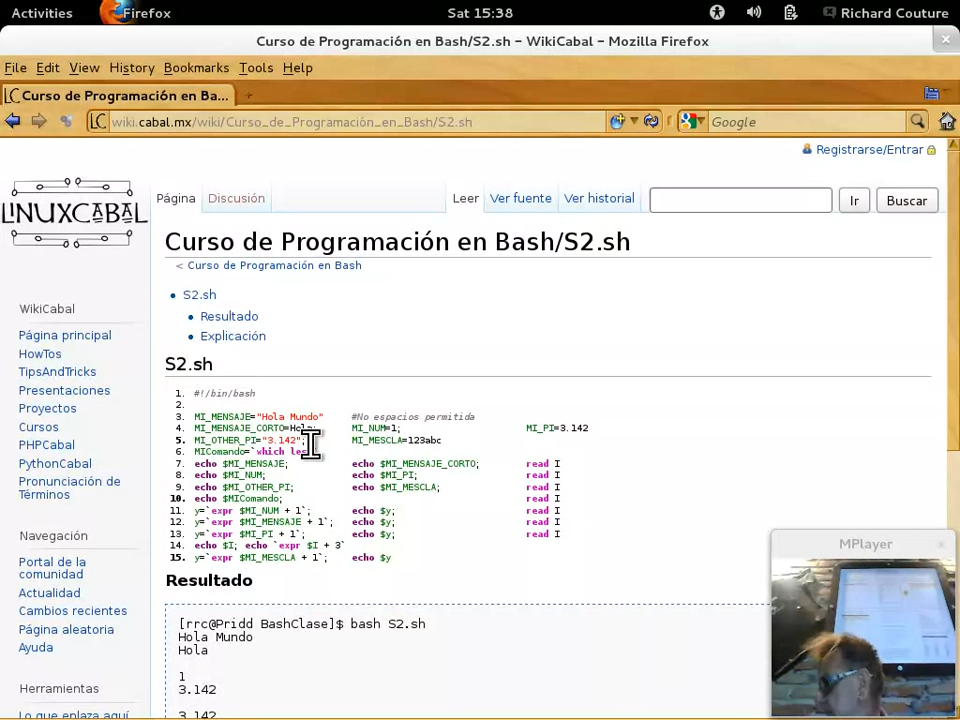 Activities Firefox Sat 15:38 Richard Couture
Curso de Programación en Bash/S2.sh – WikiCabal – Mozilla Firefox
File Edit View History Bookmarks Tools Help
Curso de Programación en Ba...
wiki.cabal.mx/wiki/Curso_de_Programación_en_Bash/S2.sh Google
Registrarse/Entrar
LINUXCABAL
Página Discusión Leer Ver fuente Ver historial Ir Buscar
Curso de Programación en Bash/S2.sh
< Curso de Programación en Bash
S2.sh
Resultado
Explicación
S2.sh
1. #!/bin/bash
2.
3. MI_MENSAJE="Hola Mundo" #No espacios permitida
4. MI_MENSAJE_CORTO=Hola; MI_NUM=1; MI_PI=3.142
5. MI_OTHER_PI="3.142"; MI_MESCLA=123abc
6. MIComando=`which les
7. echo $MI_MENSAJE; echo $MI_MENSAJE_CORTO; read I
8. echo $MI_NUM; echo $MI_PI; read I
9. echo $MI_OTHER_PI; echo $MI_MESCLA; read I
10. echo $MIComando; read I
11. y=`expr $MI_NUM + 1`; echo $y; read I
12. y=`expr $MI_MENSAJE + 1`; echo $y; read I
13. y=`expr $MI_PI + 1`; echo $y; read I
14. echo $I; echo `expr $I + 3`
15. y=`expr $MI_MESCLA + 1`; echo $y
Resultado
[rrc@Pridd BashClase]$ bash S2.sh
Hola Mundo
Hola
1
3.142
3.142
WikiCabal
Página principal
HowTos
TipsAndTricks
Presentaciones
Proyectos
Cursos
PHPCabal
PythonCabal
Pronunciación de
Términos
Navegación
Portal de la
comunidad
Actualidad
Cambios recientes
Página aleatoria
Ayuda
Herramientas
Lo que enlaza aquí
MPlayer